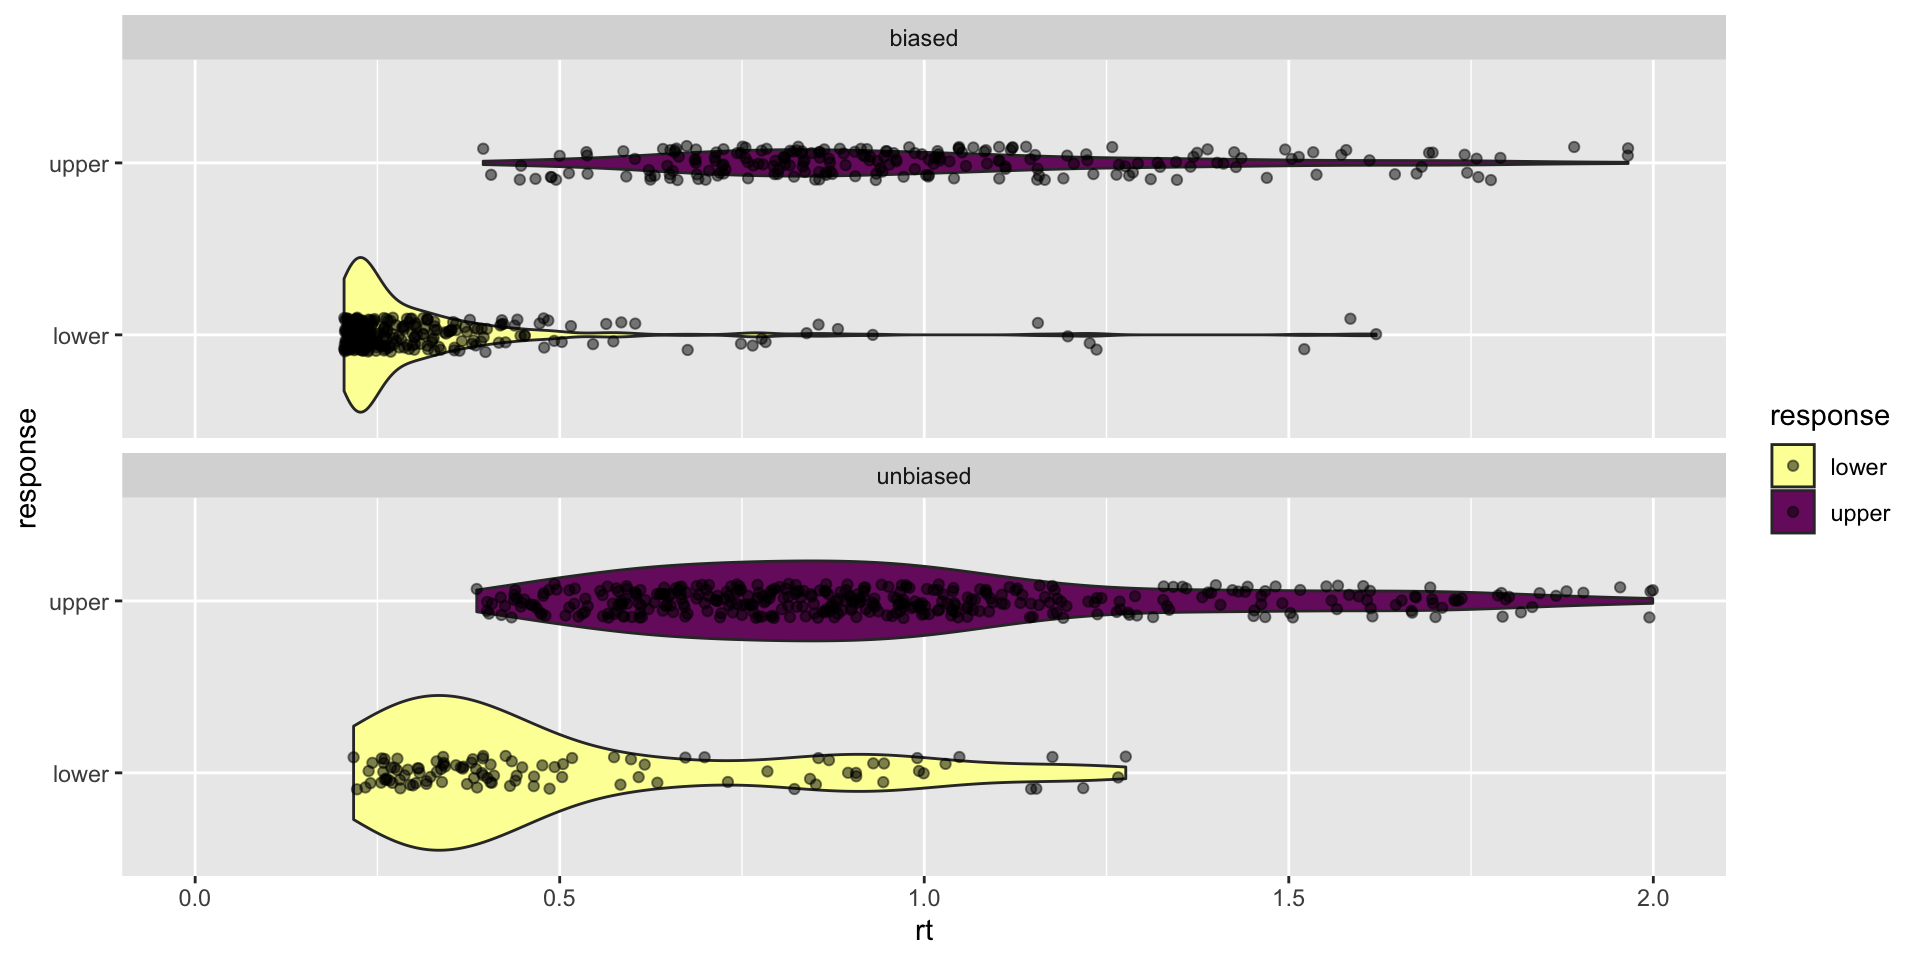 biased
upper
lower
response
unbiased
upper
lower
0.0 0.5 1.0 1.5 2.0
rt
response
lower
upper